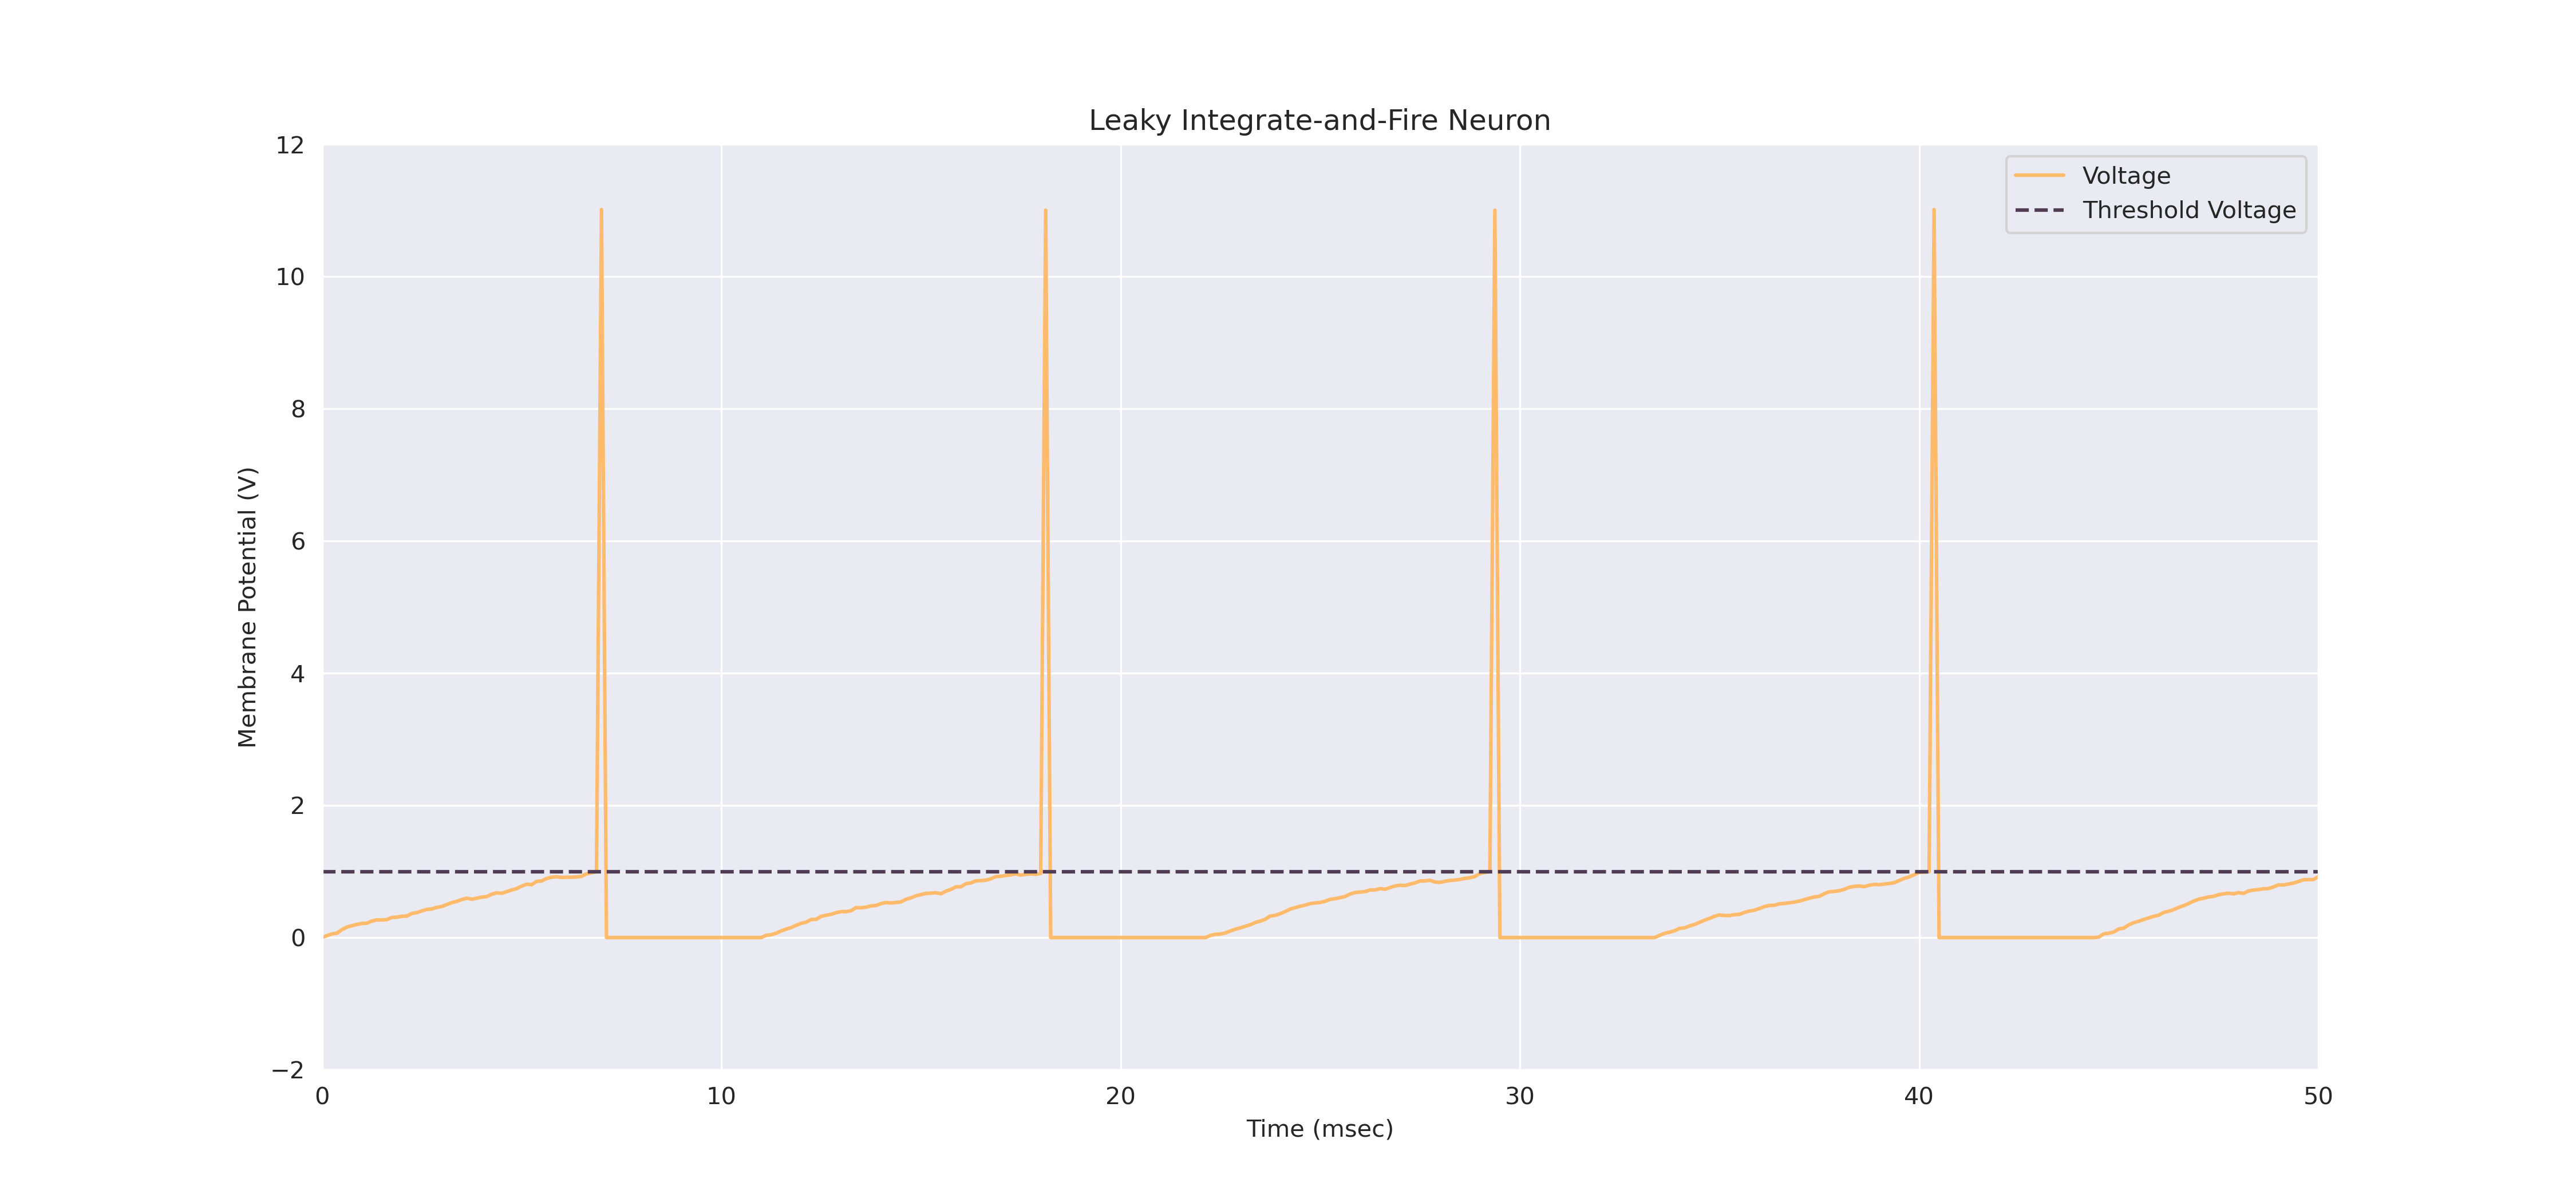 Leaky Integrate-and-Fire Neuron
12
10
8
6
4
2
0
−2
Membrane Potential (V)
Voltage
Threshold Voltage
0
10
20
30
40
50
Time (msec)